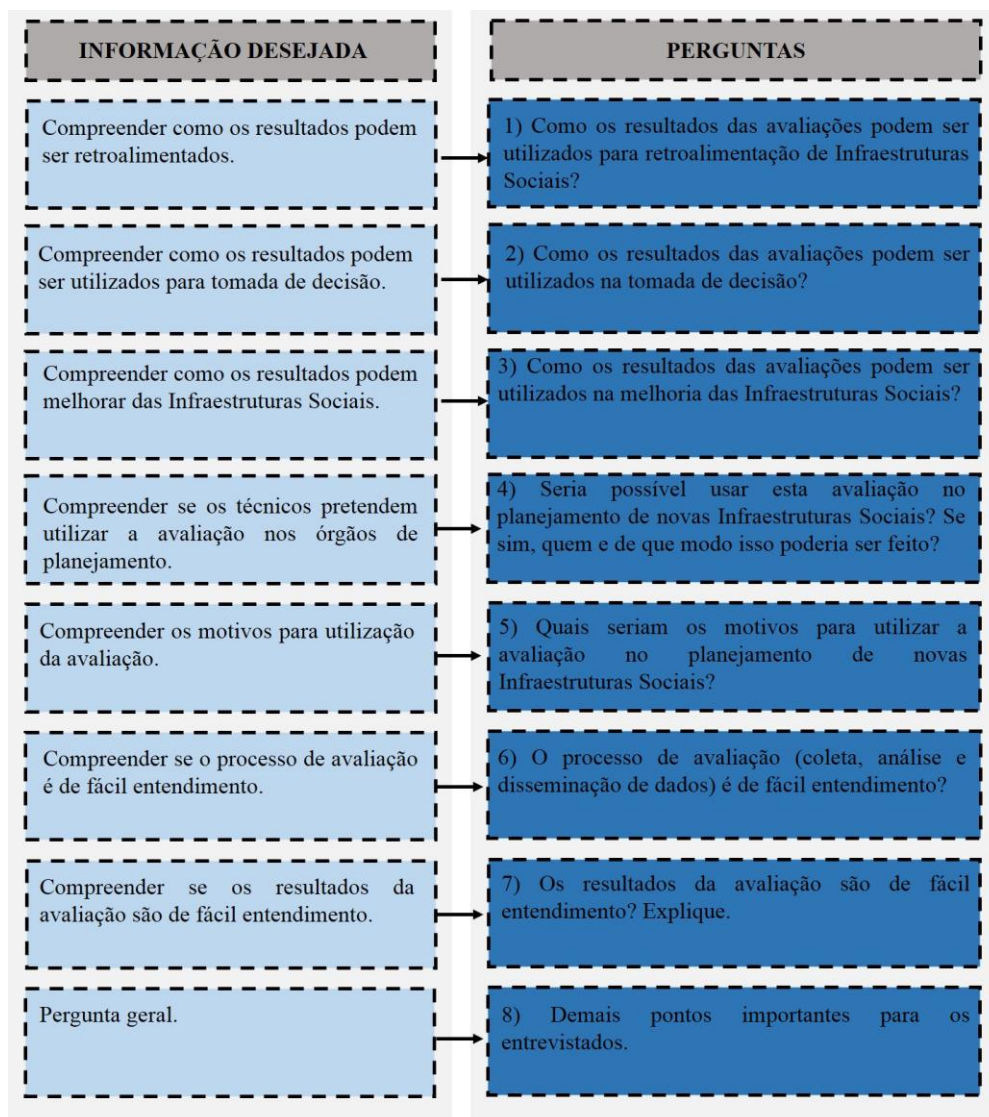 INFORMAÇÃO DESEJADA
PERGUNTAS
Compreender como os resultados podem
ser retroalimentados.
1) Como os resultados das avaliações podem ser
utilizados para retroalimentação de Infraestruturas
Sociais?
Compreender como os resultados podem
ser utilizados para tomada de decisão.
2) Como os resultados das avaliações podem ser
utilizados na tomada de decisão?
Compreender como os resultados podem
melhorar das Infraestruturas Sociais.
3) Como os resultados das avaliações podem ser
utilizados na melhoria das Infraestruturas Sociais?
Compreender se os técnicos pretendem
utilizar a avaliação nos órgãos de
planejamento.
4) Seria possível usar esta avaliação no
planejamento de novas Infraestruturas Sociais? Se
sim, quem e de que modo isso poderia ser feito?
Compreender os motivos para utilização
da avaliação.
5) Quais seriam os motivos para utilizar a
avaliação no planejamento de novas
Infraestruturas Sociais?
Compreender se o processo de avaliação
é de fácil entendimento.
6) O processo de avaliação (coleta, análise e
disseminação de dados) é de fácil entendimento?
Compreender se os resultados da
avaliação são de fácil entendimento.
7) Os resultados da avaliação são de fácil
entendimento? Explique.
Pergunta geral.
8) Demais pontos importantes para os
entrevistados.